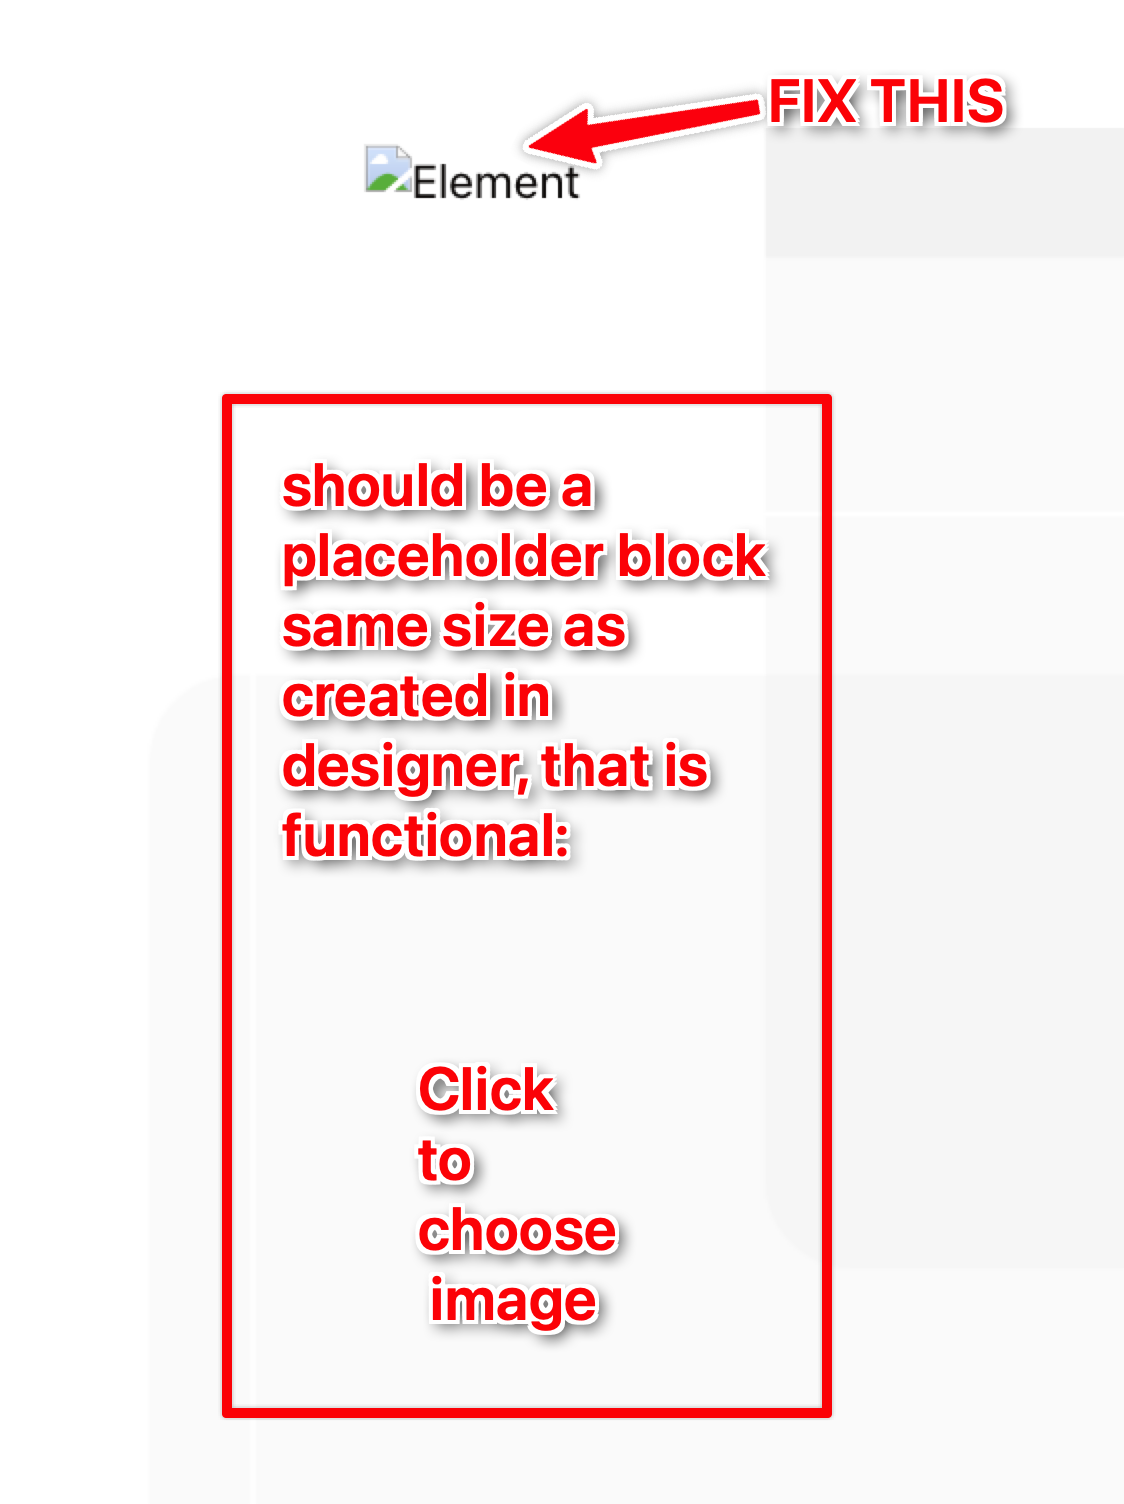 FIX THIS
Element
should be a
placeholder block
same size as
created in
designer, that is
functional:
Click
to
choose
image